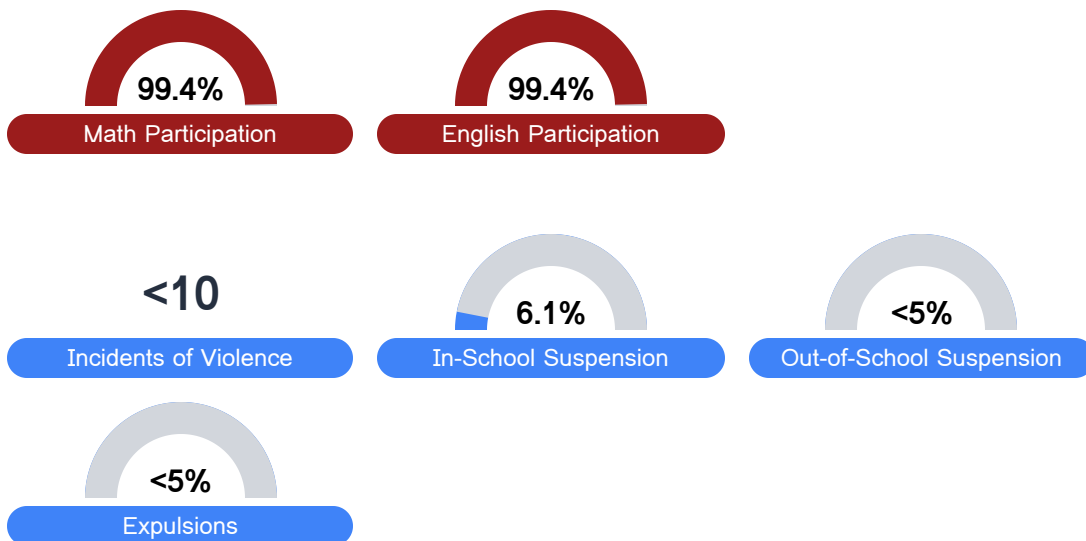 99.4%
Math Participation
99.4%
English Participation
<10
Incidents of Violence
6.1%
In-School Suspension
<5%
Out-of-School Suspension
<5%
Expulsions